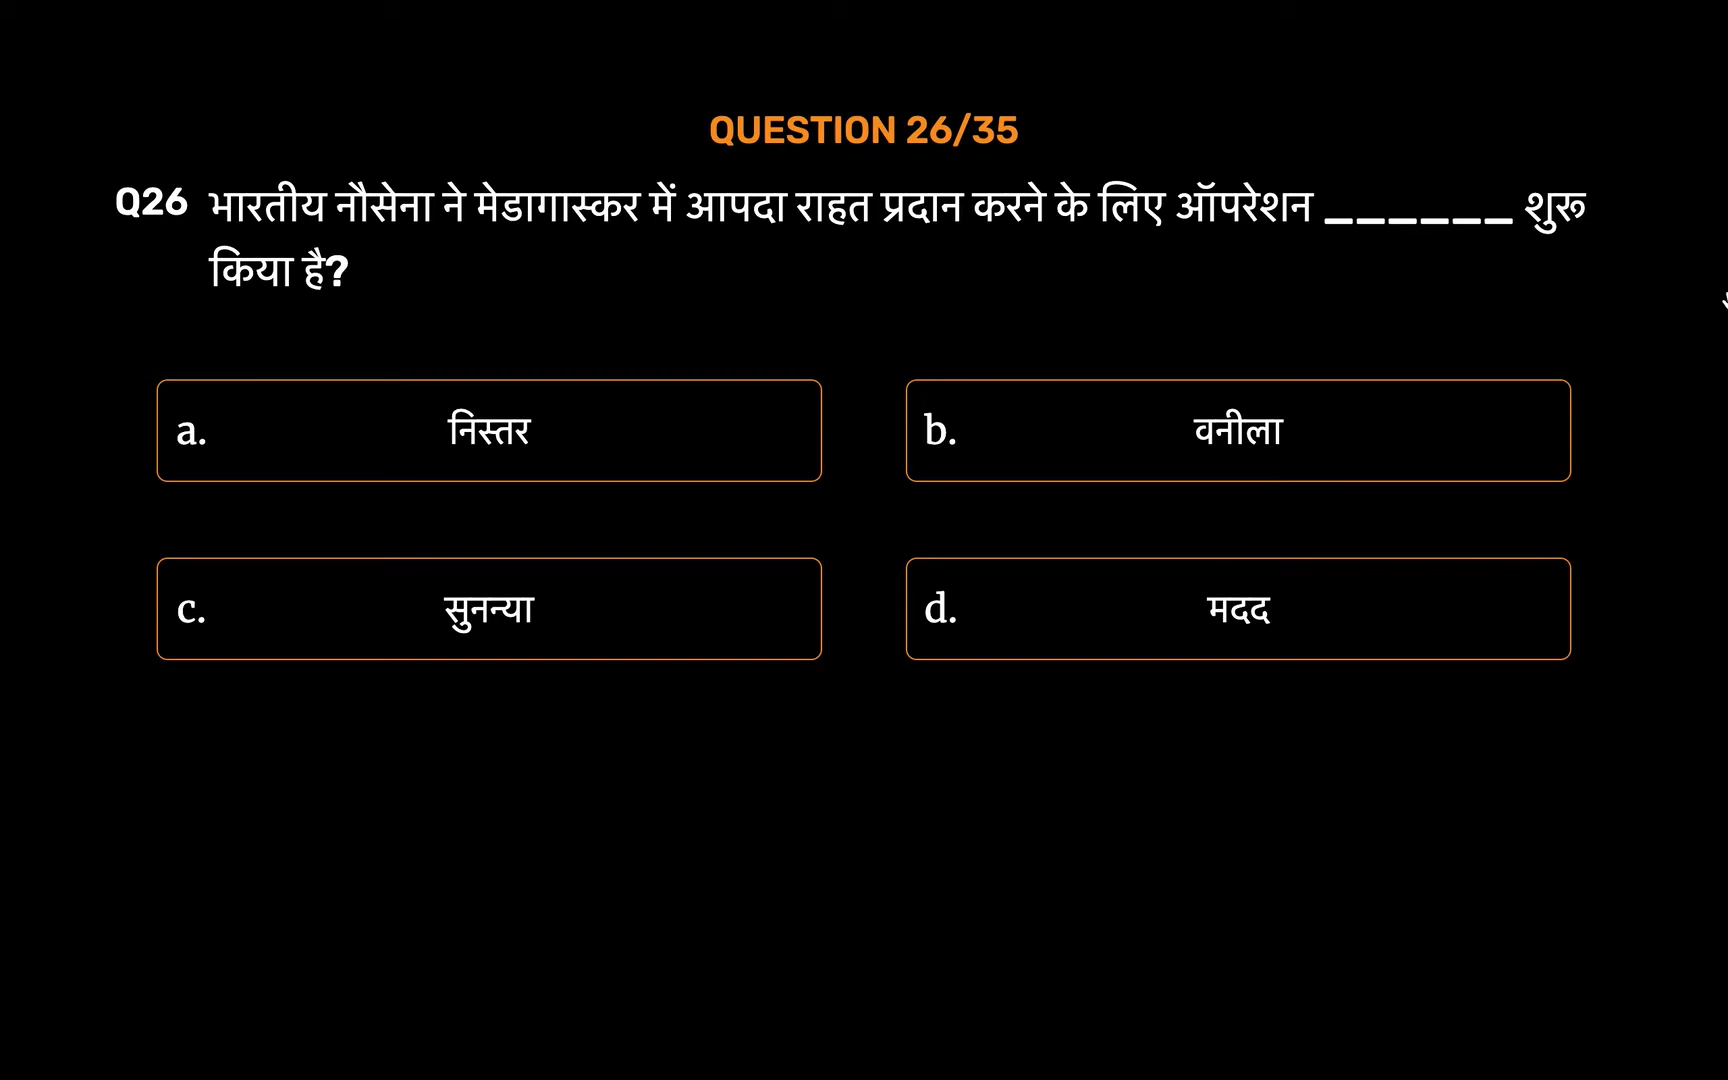 QUESTION 26/35
Q26 भारतीय नौसेना ने मेडागास्कर में आपदा राहत प्रदान करने के लिए ऑपरेशन ______ शुरू
किया है?
a. निस्तर
b. वनीला
c. सुनन्या
d. मदद